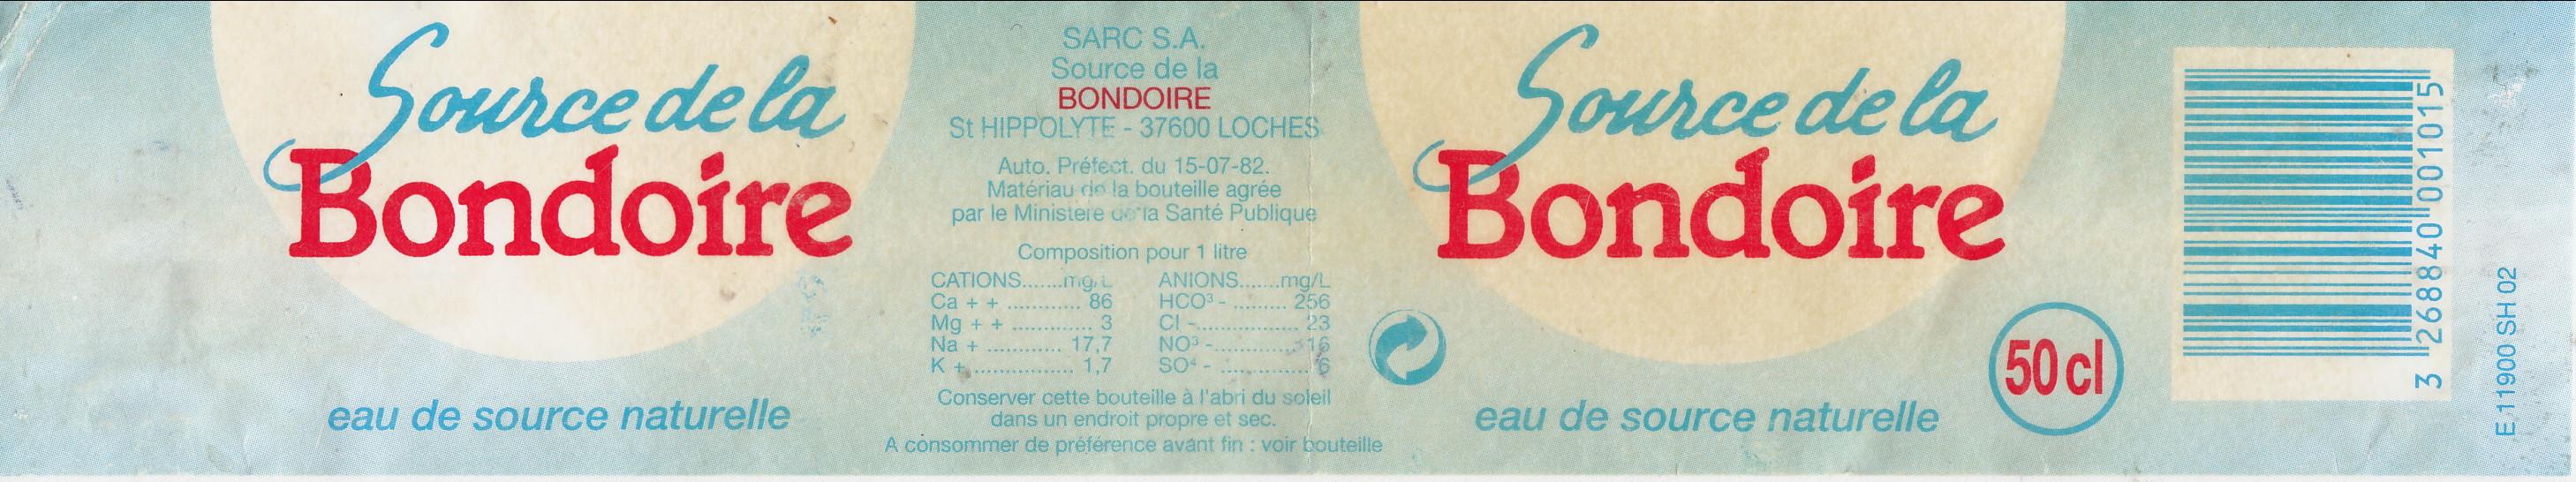 Source de la
Bondoire
eau de source naturelle
SARC S.A.
Source de la
BONDOIRE
St HIPPOLYTE - 37600 LOCHES
Auto. Préfect. du 15-07-82.
Matériau de la bouteille agrée
par le Ministere de la Santé Publique
Composition pour 1 litre
CATIONS.......mg/L ANIONS.......mg/L
Ca + + ............. 86 HCO³ - .......... 256
Mg + + .............. 3 Cl -.................. 23
Na + ............. 17,7 NO³ -.............. 16
K + .................. 1,7 SO⁴ - ............... 6
Conserver cette bouteille à l'abri du soleil
dans un endroit propre et sec.
A consommer de préférence avant fin : voir bouteille
Source de la
Bondoire
eau de source naturelle
50 cl
3 268840 001015
E 11900 SH 02